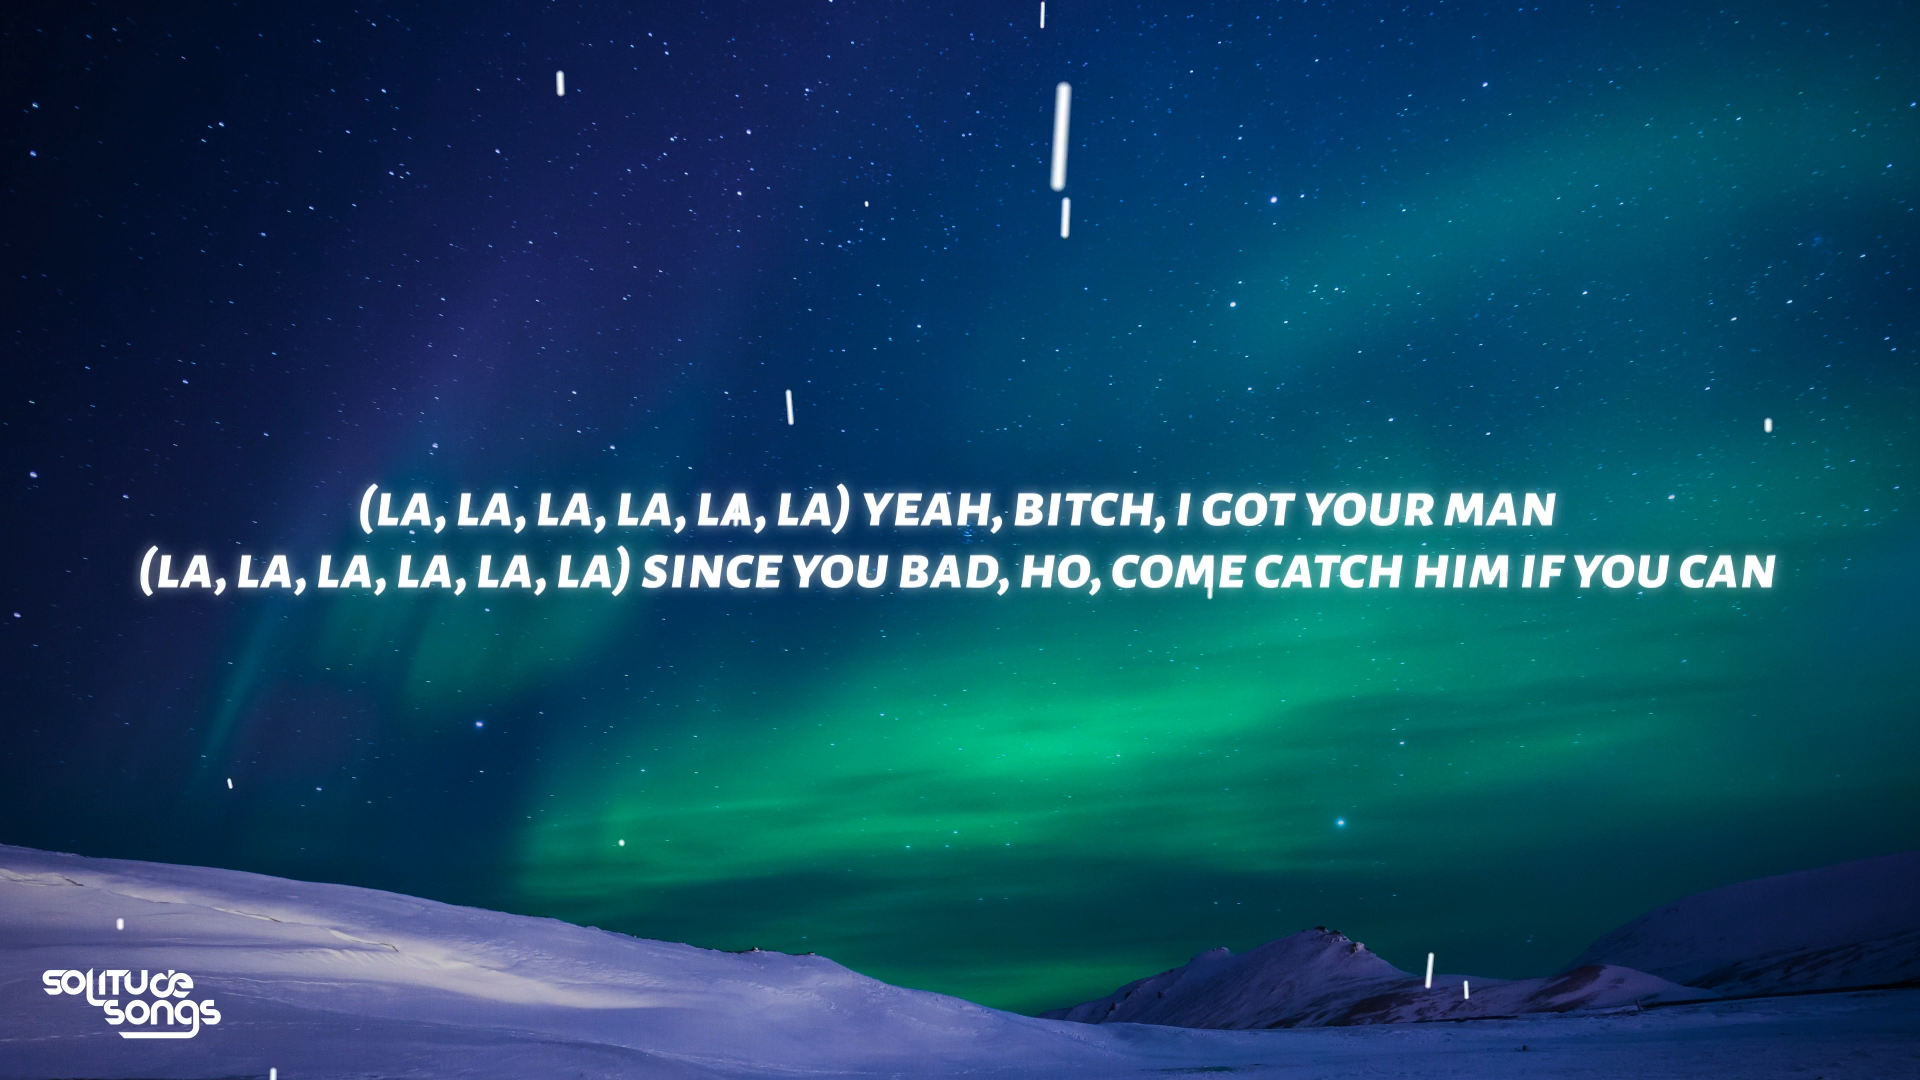 (LA, LA, LA, LA, LA, LA) YEAH, BITCH, I GOT YOUR MAN
(LA, LA, LA, LA, LA, LA) SINCE YOU BAD, HO, COME CATCH HIM IF YOU CAN
SOLITUDE
SONGS